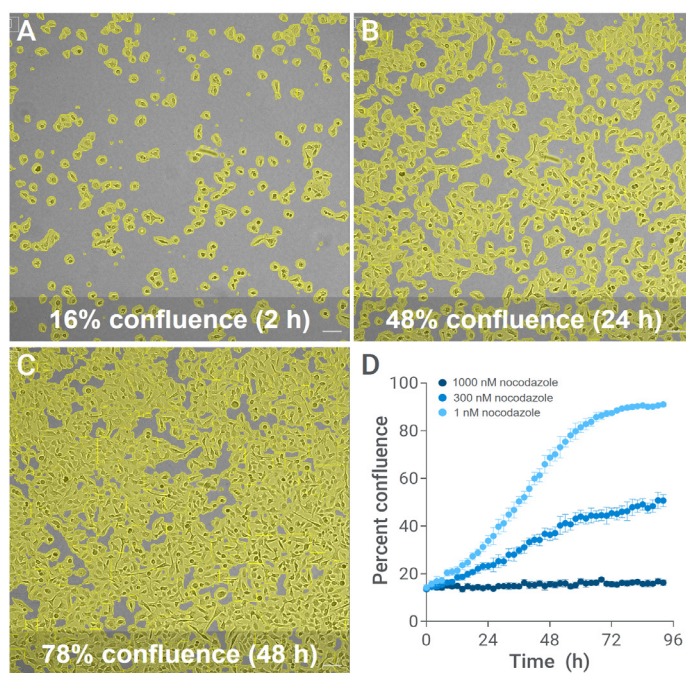 A
16% confluence (2 h)
B
48% confluence (24 h)
C
78% confluence (48 h)
D
1000 nM nocodazole
300 nM nocodazole
1 nM nocodazole
Percent confluence
100
80
60
40
20
0
0 24 48 72 96
Time (h)